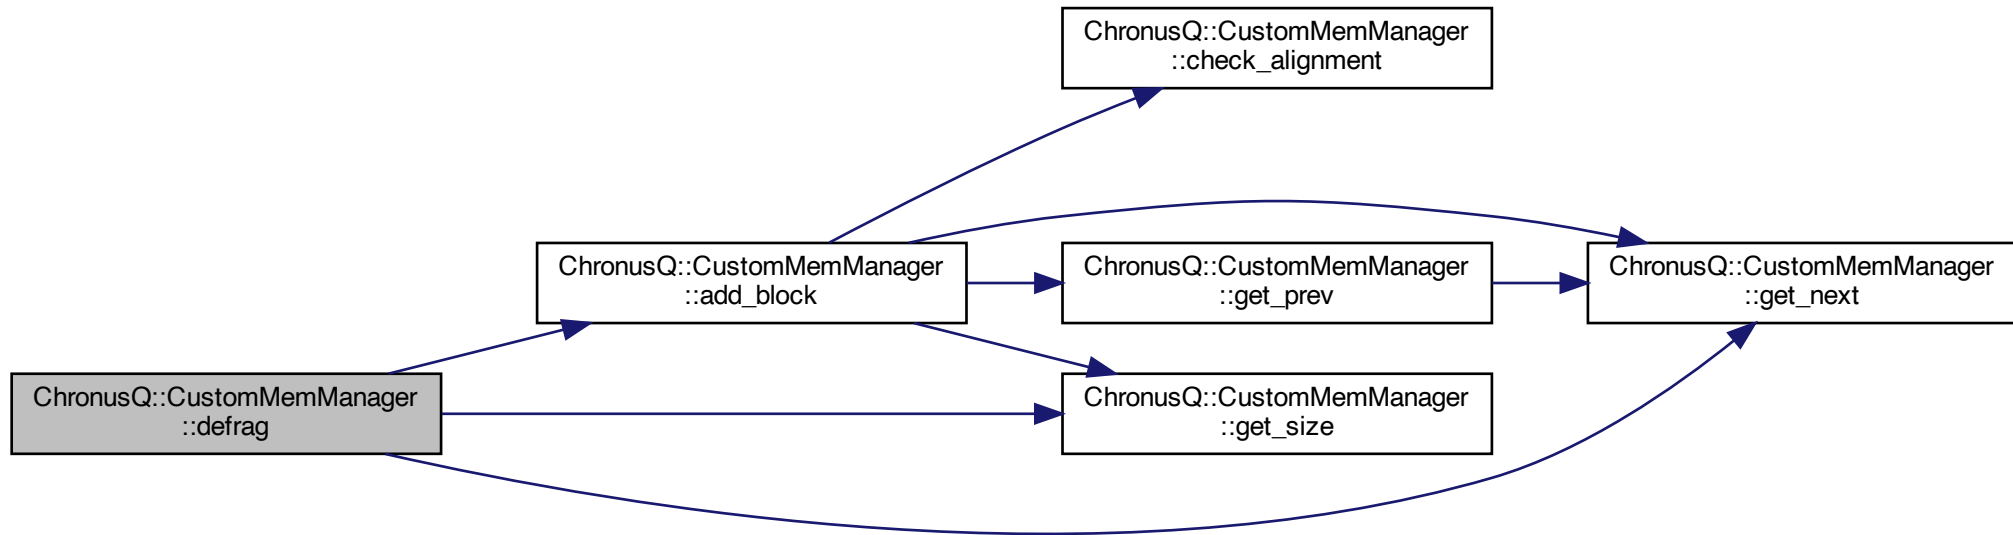 ChronusQ::CustomMemManager
::check_alignment
ChronusQ::CustomMemManager
::add_block
ChronusQ::CustomMemManager
::get_prev
ChronusQ::CustomMemManager
::get_next
ChronusQ::CustomMemManager
::defrag
ChronusQ::CustomMemManager
::get_size